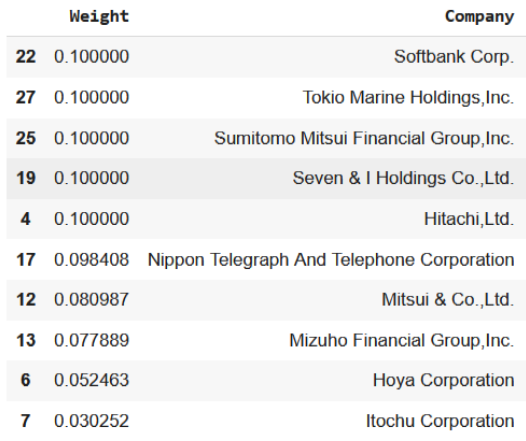 Weight Company
22 0.100000 Softbank Corp.
27 0.100000 Tokio Marine Holdings,Inc.
25 0.100000 Sumitomo Mitsui Financial Group,Inc.
19 0.100000 Seven & I Holdings Co.,Ltd.
4 0.100000 Hitachi,Ltd.
17 0.098408 Nippon Telegraph And Telephone Corporation
12 0.080987 Mitsui & Co.,Ltd.
13 0.077889 Mizuho Financial Group,Inc.
6 0.052463 Hoya Corporation
7 0.030252 Itochu Corporation